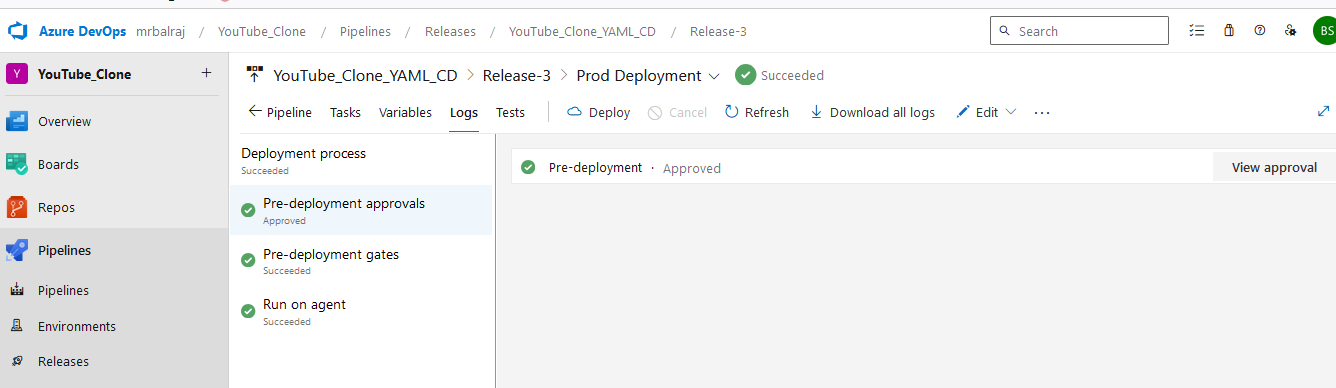 Azure DevOps mrbalraj / YouTube_Clone / Pipelines / Releases / YouTube_Clone_YAML_CD / Release-3
Search
BS
Y YouTube_Clone +
YouTube_Clone_YAML_CD > Release-3 > Prod Deployment Succeeded
Pipeline Tasks Variables Logs Tests Deploy Cancel Refresh Download all logs Edit ...
Overview
Boards
Repos
Pipelines
Pipelines
Environments
Releases
Deployment process
Succeeded
Pre-deployment approvals
Approved
Pre-deployment gates
Succeeded
Run on agent
Succeeded
Pre-deployment · Approved
View approval